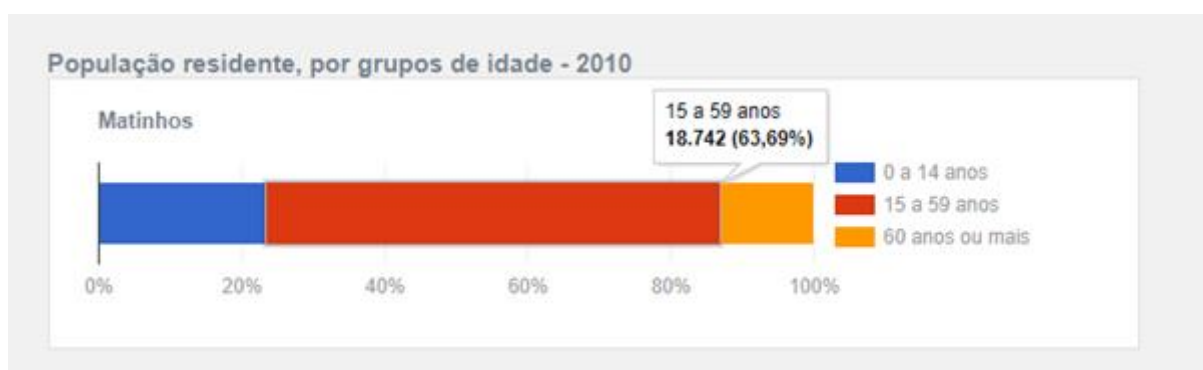 População residente, por grupos de idade - 2010
Matinhos
15 a 59 anos
18.742 (63,69%)
0 a 14 anos
15 a 59 anos
60 anos ou mais
0% 20% 40% 60% 80% 100%